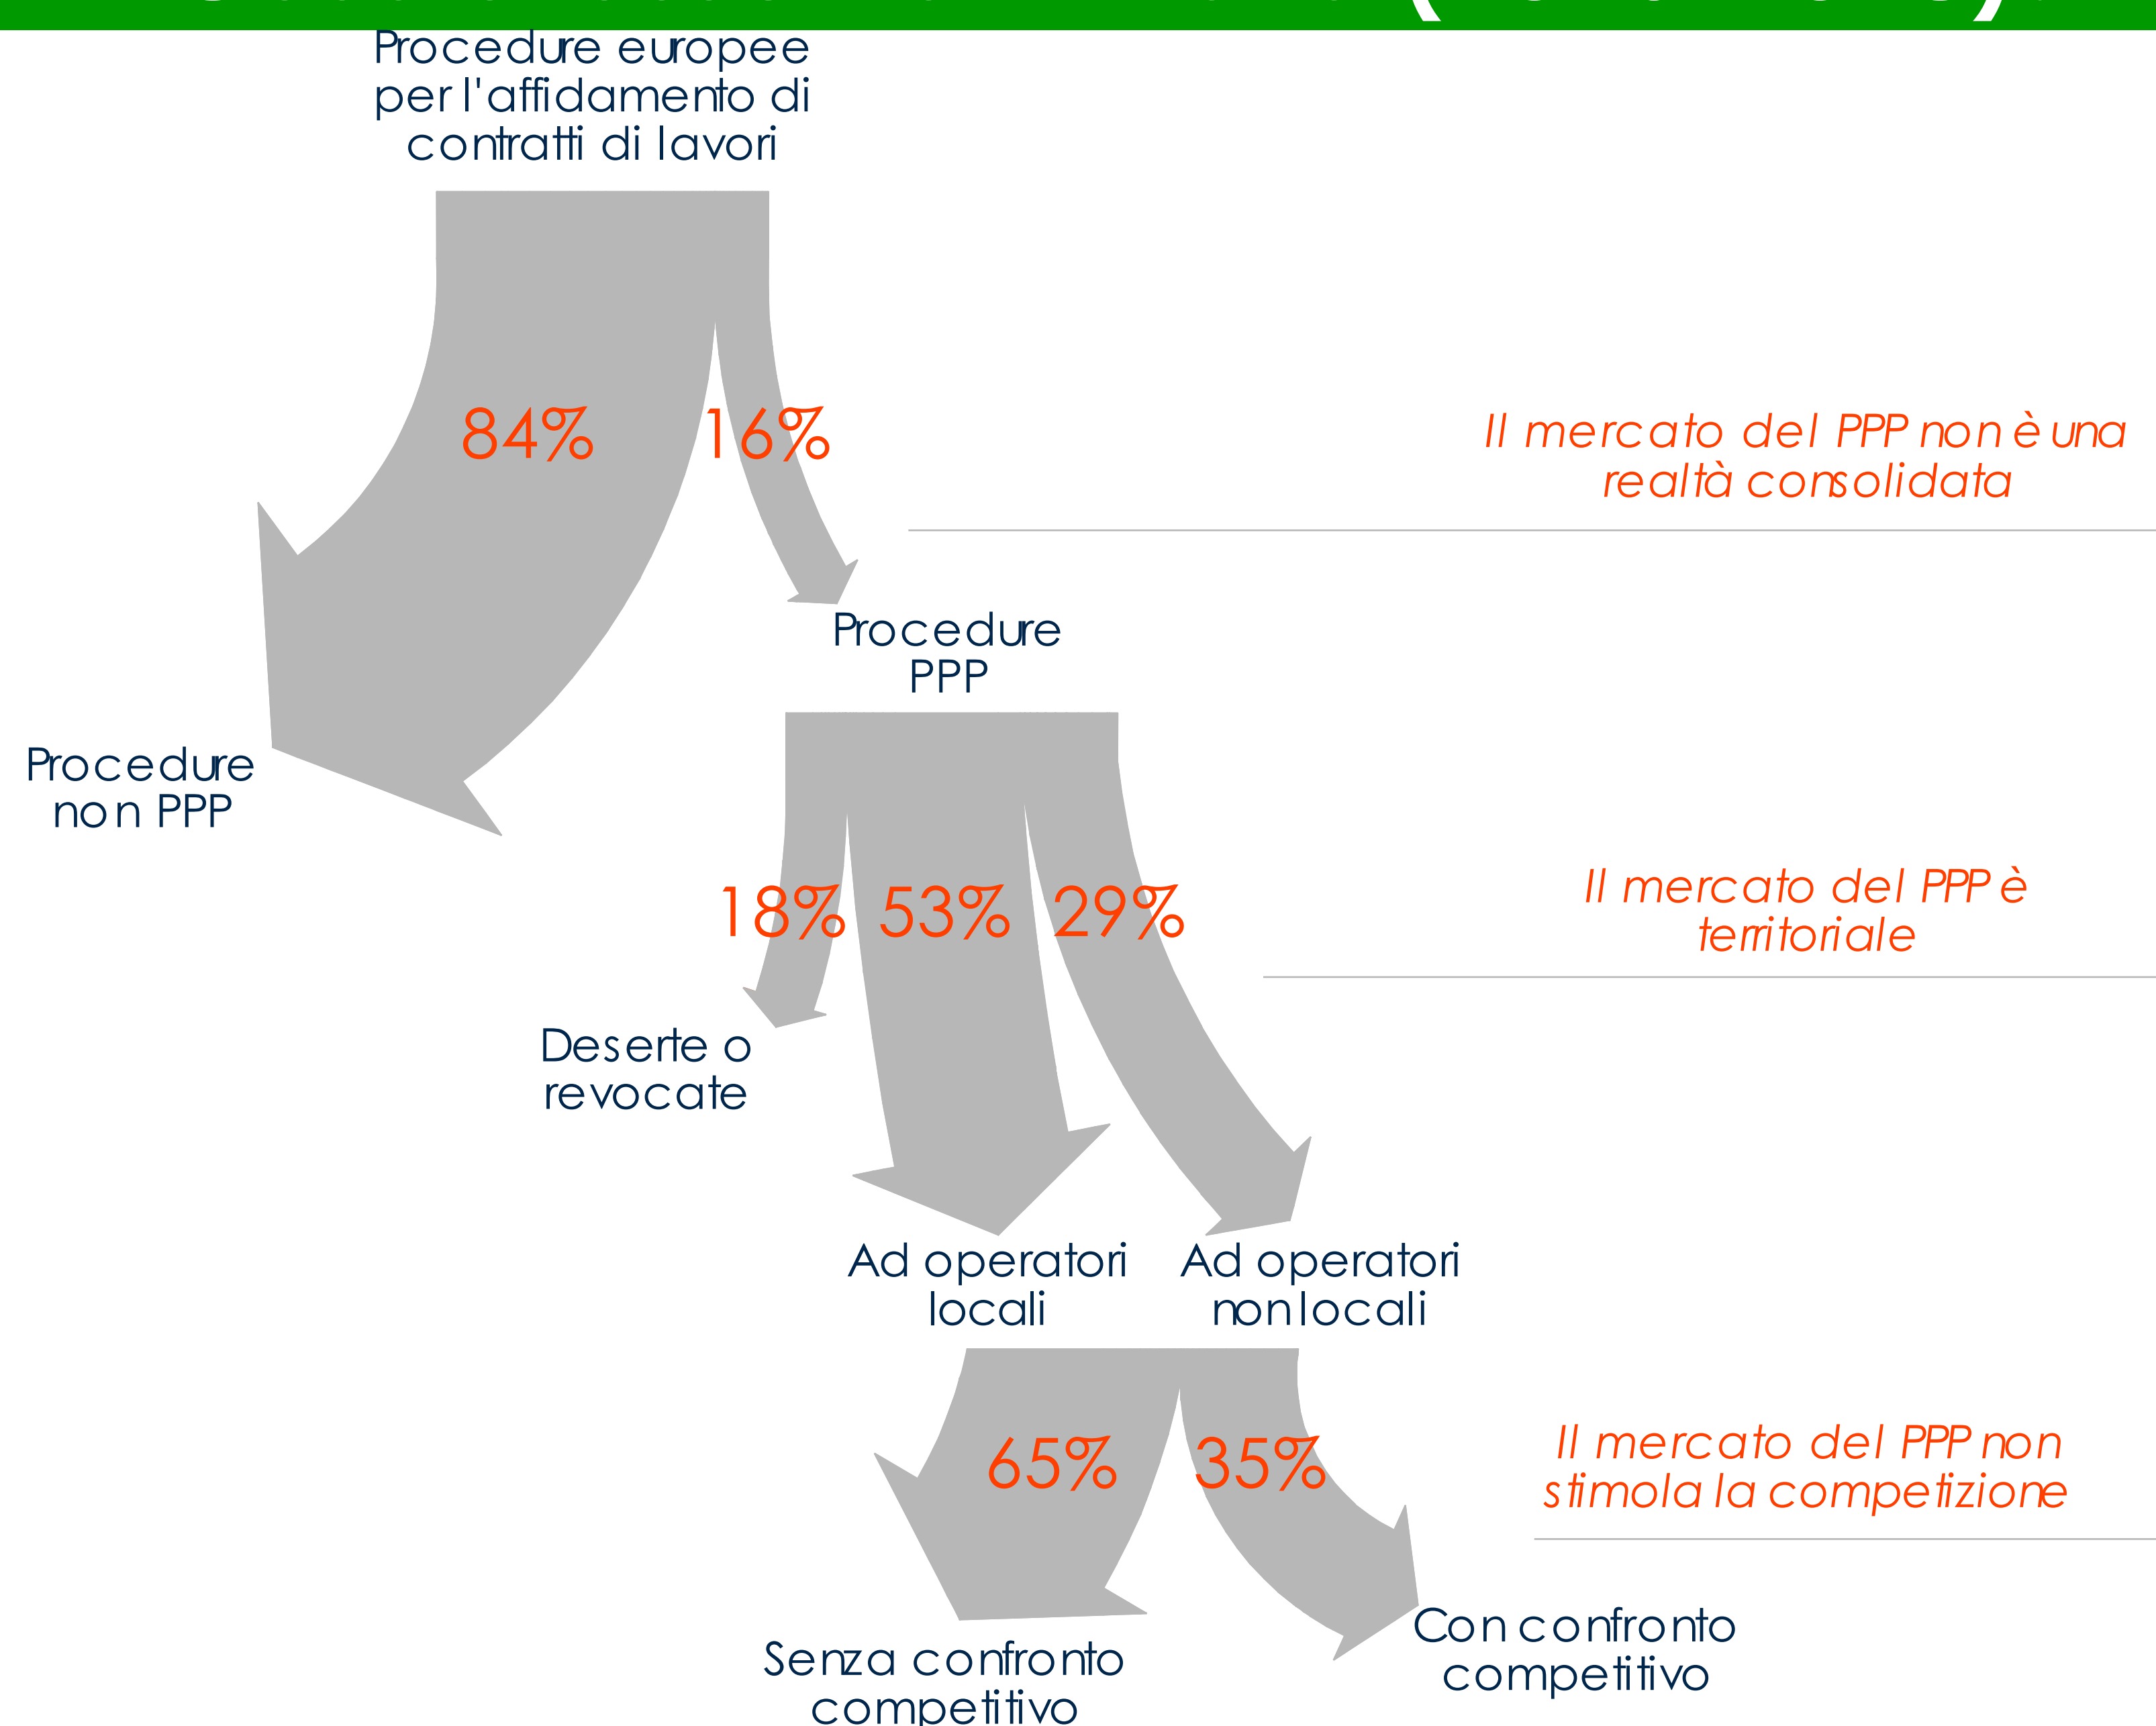 Procedure europee
per l'affidamento di
contratti di lavori
84%
16%
Il mercato del PPP non è una
realtà consolidata
Procedure
PPP
Procedure
non PPP
18%
53%
29%
Il mercato del PPP è
territoriale
Deserte o
revocate
Ad operatori
locali
Ad operatori
non locali
65%
35%
Il mercato del PPP non
stimola la competizione
Con confronto
competitivo
Senza confronto
competitivo